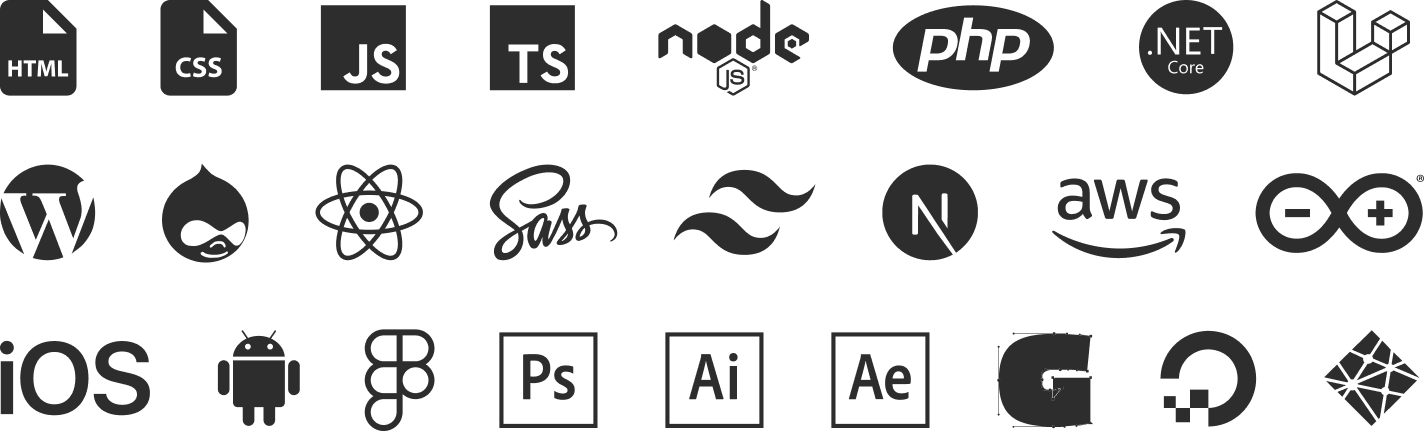 HTML
CSS
JS
TS
node
JS®
php
.NET
Core
W
Sass
N
aws
®
iOS
Ps
Ai
Ae
G